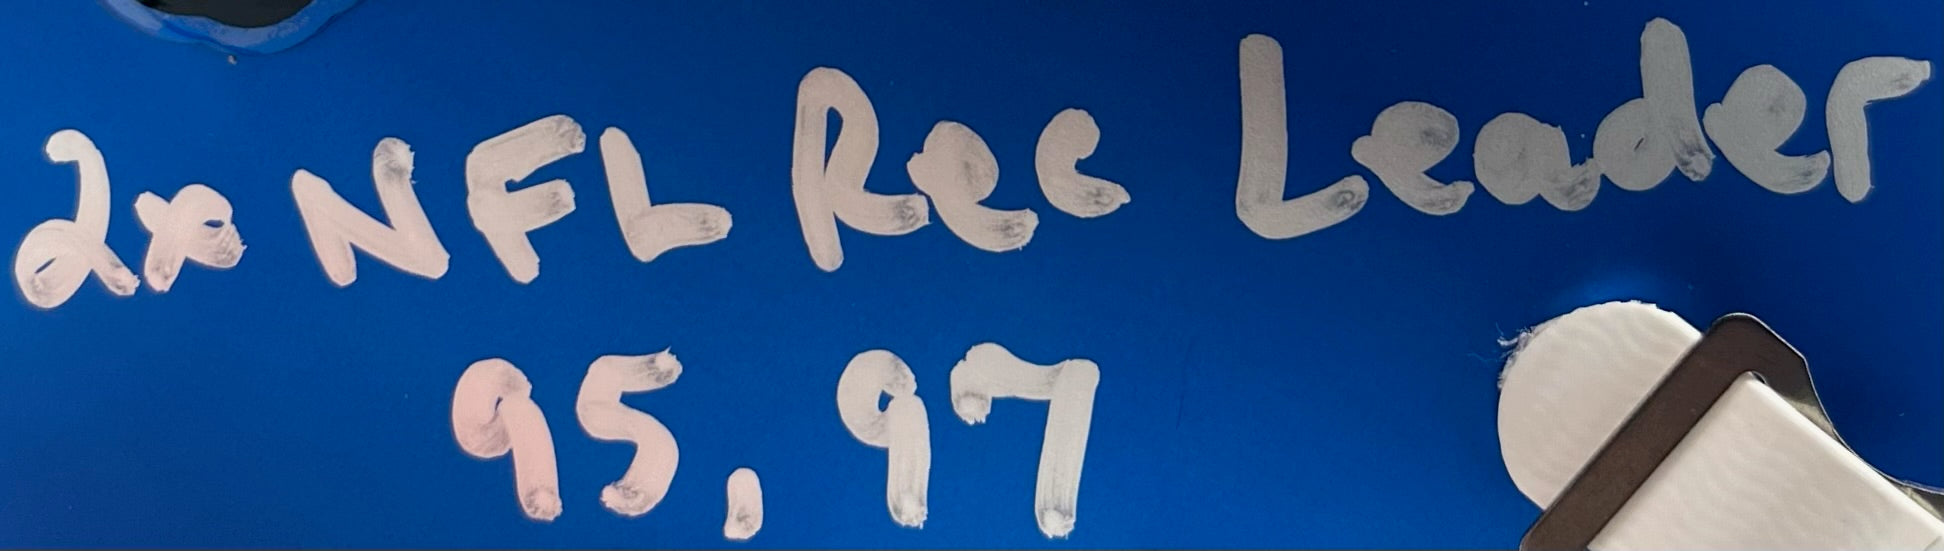 2x NFL Rec Leader
95, 97